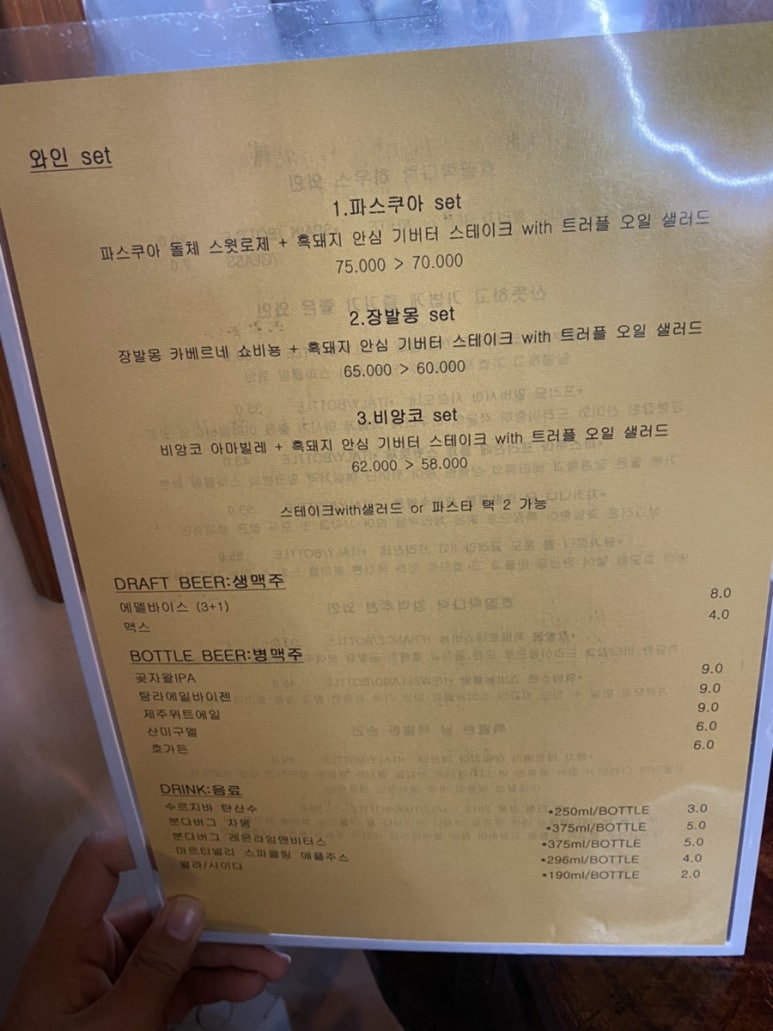 와인 set
1.파스쿠아 set
파스쿠아 돌체 스윗로제 + 흑돼지 안심 기버터 스테이크 with 트러플 오일 샐러드
75.000 > 70.000
2.장발몽 set
장발몽 카베르네 쇼비뇽 + 흑돼지 안심 기버터 스테이크 with 트러플 오일 샐러드
65.000 > 60.000
3.비앙코 set
비앙코 아마빌레 + 흑돼지 안심 기버터 스테이크 with 트러플 오일 샐러드
62.000 > 58.000
스테이크with샐러드 or 파스타 택 2 가능
DRAFT BEER:생맥주
에델바이스 (3+1) 8.0
맥스 4.0
BOTTLE BEER:병맥주
곶자왈IPA 9.0
탐라에일바이젠 9.0
제주위트에일 9.0
산미구엘 6.0
호가든 6.0
DRINK:음료
수르지바 탄산수 •250ml/BOTTLE 3.0
분다버그 자몽 •375ml/BOTTLE 5.0
분다버그 레몬라임앤비터스 •375ml/BOTTLE 5.0
마르티넬리 스파클링 애플주스 •296ml/BOTTLE 4.0
콜라/사이다 •190ml/BOTTLE 2.0